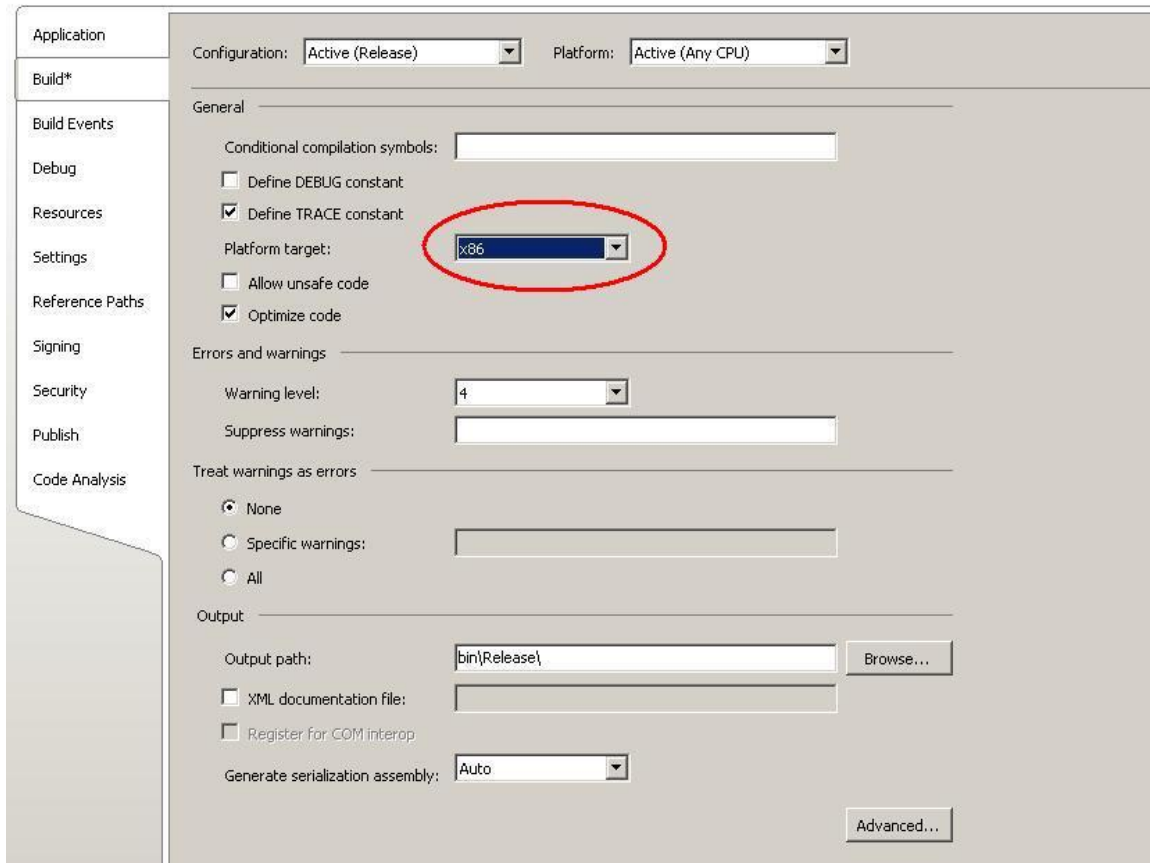 Application
Build*
Build Events
Debug
Resources
Settings
Reference Paths
Signing
Security
Publish
Code Analysis
Configuration: Active (Release) Platform: Active (Any CPU)
General
Conditional compilation symbols:
Define DEBUG constant
Define TRACE constant
Platform target: x86
Allow unsafe code
Optimize code
Errors and warnings
Warning level: 4
Suppress warnings:
Treat warnings as errors
None
Specific warnings:
All
Output
Output path: bin\Release\ Browse...
XML documentation file:
Register for COM interop
Generate serialization assembly: Auto
Advanced...